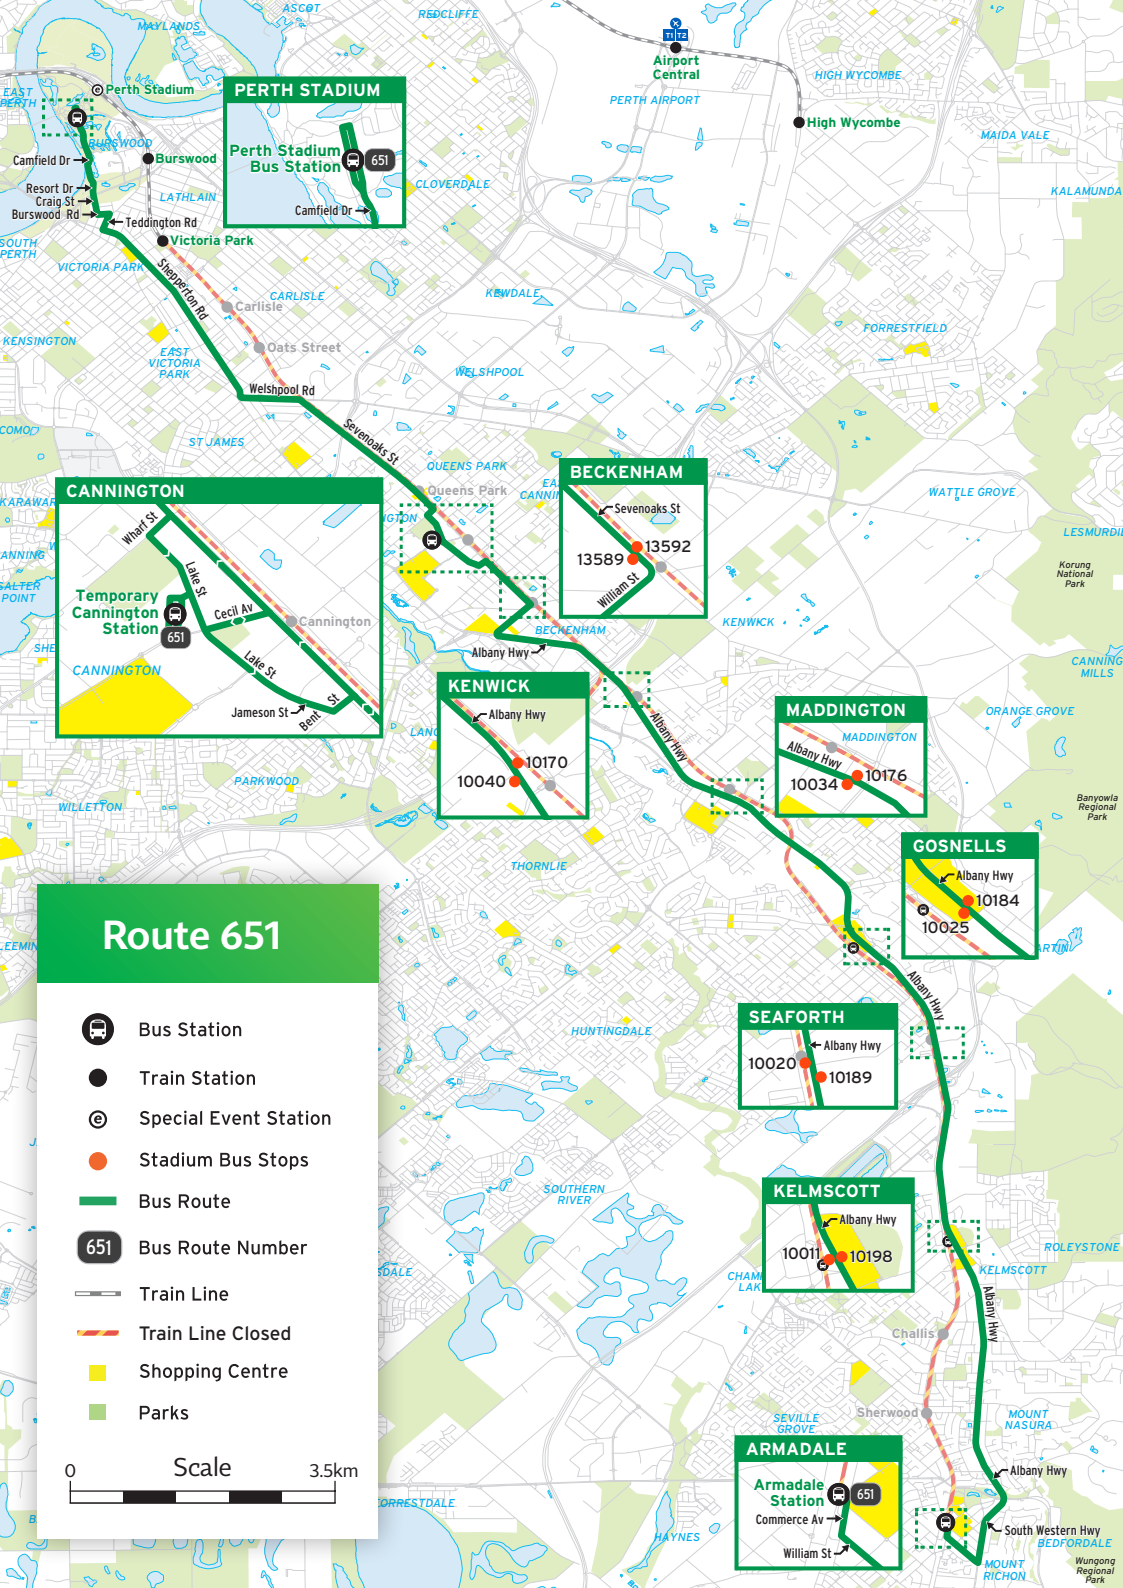 ASCOT
REDCLIFFE
MAYLANDS
T1 T2
Airport
Central
HIGH WYCOMBE
PERTH AIRPORT
High Wycombe
MAIDA VALE
KALAMUNDA
EAST
PERTH
e Perth Stadium
BURSWOOD
Burswood
Camfield Dr
Resort Dr
Craig St
Burswood Rd
Teddington Rd
LATHLAIN
Victoria Park
SOUTH
PERTH
VICTORIA PARK
PERTH STADIUM
Perth Stadium
Bus Station
651
Camfield Dr
CLOVERDALE
Shepperton Rd
CARLISLE
Carlisle
KEWDALE
KENSINGTON
EAST
VICTORIA
PARK
Oats Street
FORRESTFIELD
WELSHPOOL
Welshpool Rd
COMO
ST JAMES
Sevenoaks St
QUEENS PARK
Queens Park
WATTLE GROVE
LESMURDIE
Korung
National
Park
CANNINGTON
Wharf St
Lake St
Temporary
Cannington
Station
651
Cecil Av
Cannington
CANNINGTON
Lake St
Jameson St
Bent St
BECKENHAM
Sevenoaks St
13592
13589
William St
SALTER
POINT
BECKENHAM
Albany Hwy
KENWICK
CANNING
MILLS
ORANGE GROVE
KENWICK
Albany Hwy
10170
10040
Albany Hwy
MADDINGTON
MADDINGTON
Albany Hwy
10176
10034
PARKWOOD
WILLETTON
Banyowla
Regional
Park
THORNLIE
GOSNELLS
Albany Hwy
10184
e
10025
e
Albany Hwy
SEAFORTH
Albany Hwy
10020
10189
HUNTINGDALE
SOUTHERN
RIVER
KELMSCOTT
Albany Hwy
10011
10198
e
e
ROLEYSTONE
KELMSCOTT
Albany Hwy
Challis
Sherwood
SEVILLE
GROVE
MOUNT
NASURA
ARMADALE
Armadale
Station
651
Commerce Av
William St
Albany Hwy
South Western Hwy
BEDFORDALE
MOUNT
RICHON
Wungong
Regional
Park
HAYNES
Route 651
Bus Station
Train Station
e Special Event Station
Stadium Bus Stops
Bus Route
651 Bus Route Number
Train Line
Train Line Closed
Shopping Centre
Parks
Scale
0 3.5km